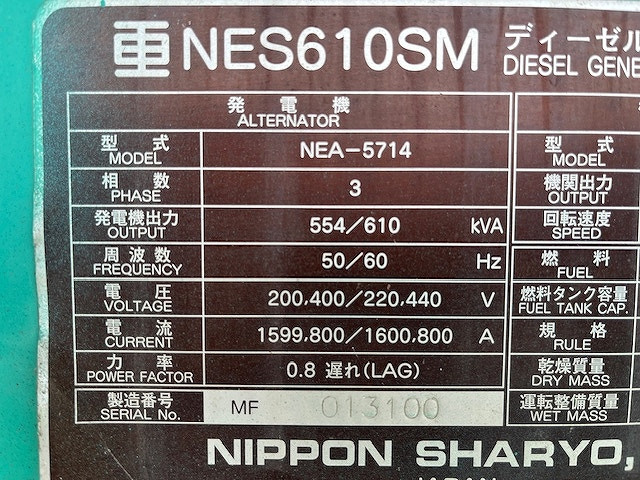 NES610SM ディーゼル
DIESEL GENE
発電機
ALTERNATOR
型式
MODEL
NEA-5714
型式
MODEL
相数
PHASE
3
機関出力
OUTPUT
発電機出力
OUTPUT
554/610 kVA
回転速度
SPEED
周波数
FREQUENCY
50/60 Hz
燃料
FUEL
電圧
VOLTAGE
200,400/220,440 V
燃料タンク容量
FUEL TANK CAP.
電流
CURRENT
1599,800/1600,800 A
規格
RULE
力率
POWER FACTOR
0.8 遅れ(LAG)
乾燥質量
DRY MASS
製造番号
SERIAL No.
MF 013100
運転整備質量
WET MASS
NIPPON SHARYO,